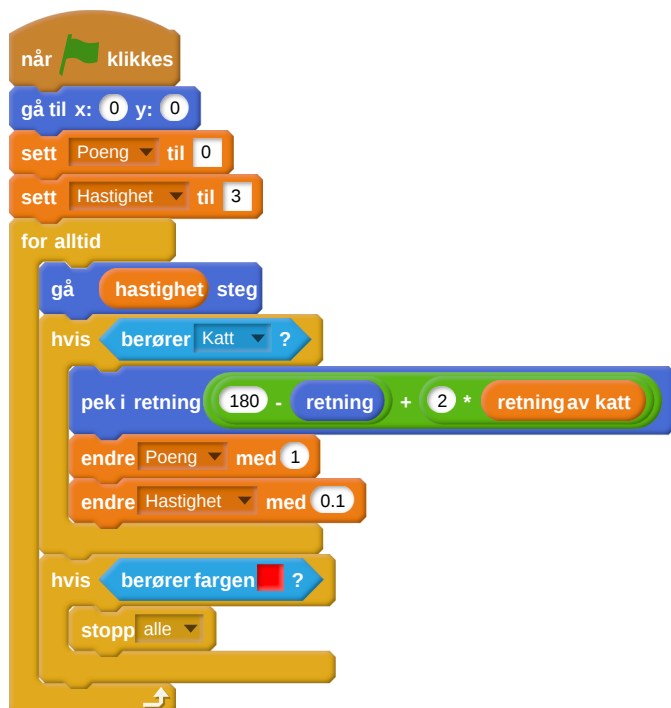 når klikkes
gå til x: 0 y: 0
sett Poeng til 0
sett Hastighet til 3
for alltid
gå hastighet steg
hvis berører Katt ?
pek i retning 180 - retning + 2 * retning av katt
endre Poeng med 1
endre Hastighet med 0.1
hvis berører fargen ?
stopp alle